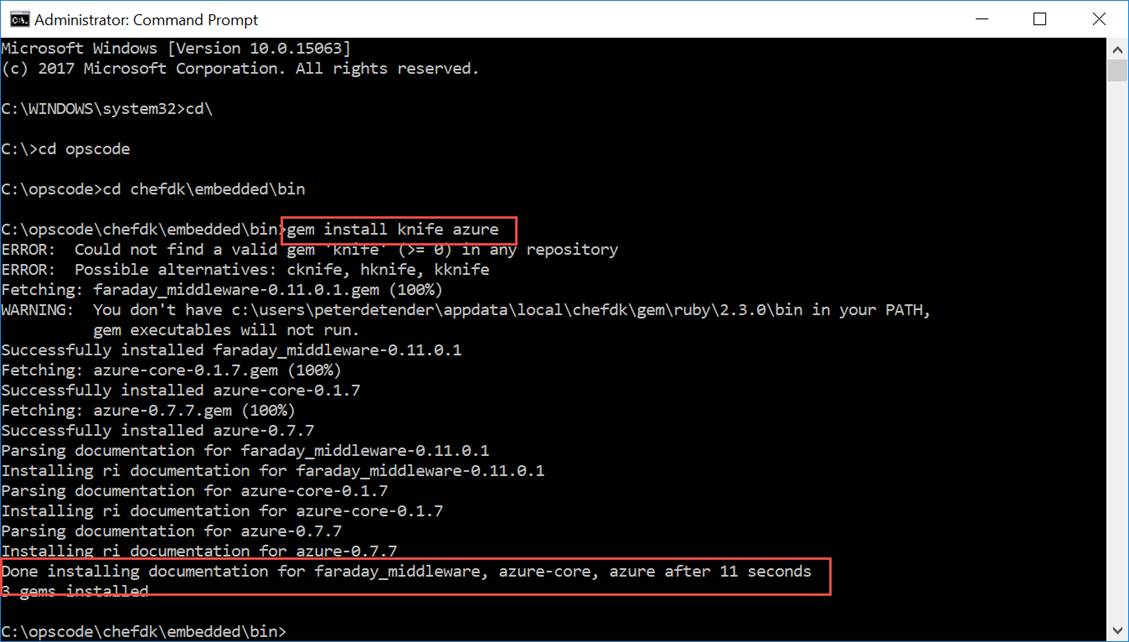 Administrator: Command Prompt
Microsoft Windows [Version 10.0.15063]
(c) 2017 Microsoft Corporation. All rights reserved.
C:\WINDOWS\system32>cd\
C:\>cd opscode
C:\opscode>cd chefdk\embedded\bin
C:\opscode\chefdk\embedded\bin>gem install knife azure
ERROR:  Could not find a valid gem 'knife' (>= 0) in any repository
ERROR:  Possible alternatives: cknife, hknife, kknife
Fetching: faraday_middleware-0.11.0.1.gem (100%)
WARNING:  You don't have c:\users\peterdetender\appdata\local\chefdk\gem\ruby\2.3.0\bin in your PATH,
          gem executables will not run.
Successfully installed faraday_middleware-0.11.0.1
Fetching: azure-core-0.1.7.gem (100%)
Successfully installed azure-core-0.1.7
Fetching: azure-0.7.7.gem (100%)
Successfully installed azure-0.7.7
Parsing documentation for faraday_middleware-0.11.0.1
Installing ri documentation for faraday_middleware-0.11.0.1
Parsing documentation for azure-core-0.1.7
Installing ri documentation for azure-core-0.1.7
Parsing documentation for azure-0.7.7
Installing ri documentation for azure-0.7.7
Done installing documentation for faraday_middleware, azure-core, azure after 11 seconds
3 gems installed
C:\opscode\chefdk\embedded\bin>